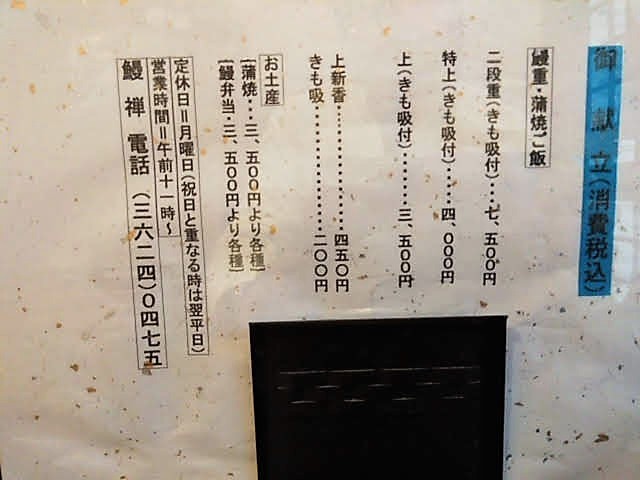 御献立(消費税込)
鰻重・蒲焼ご飯
二段重(きも吸付)…七、五〇〇円
特上(きも吸付)……四、〇〇〇円
上(きも吸付)………三、五〇〇円
上新香………………四五〇円
きも吸………………二〇〇円
お土産
[蒲焼…三、五〇〇円より各種]
[鰻弁当・三、五〇〇円より各種]
定休日=月曜日(祝日と重なる時は翌平日)
営業時間=午前十一時〜
鰻禅 電話(三六二四)〇四七五